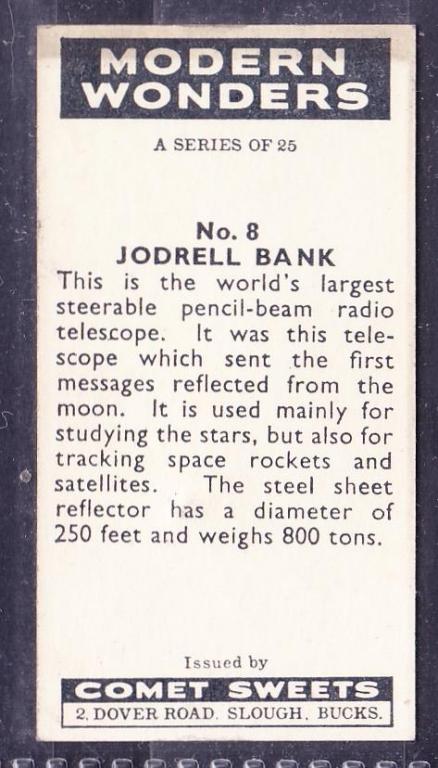 MODERN
WONDERS
A SERIES OF 25
No. 8
JODRELL BANK
This is the world's largest
steerable pencil-beam radio
telescope. It was this tele-
scope which sent the first
messages reflected from the
moon. It is used mainly for
studying the stars, but also for
tracking space rockets and
satellites. The steel sheet
reflector has a diameter of
250 feet and weighs 800 tons.
Issued by
COMET SWEETS
2, DOVER ROAD, SLOUGH, BUCKS.